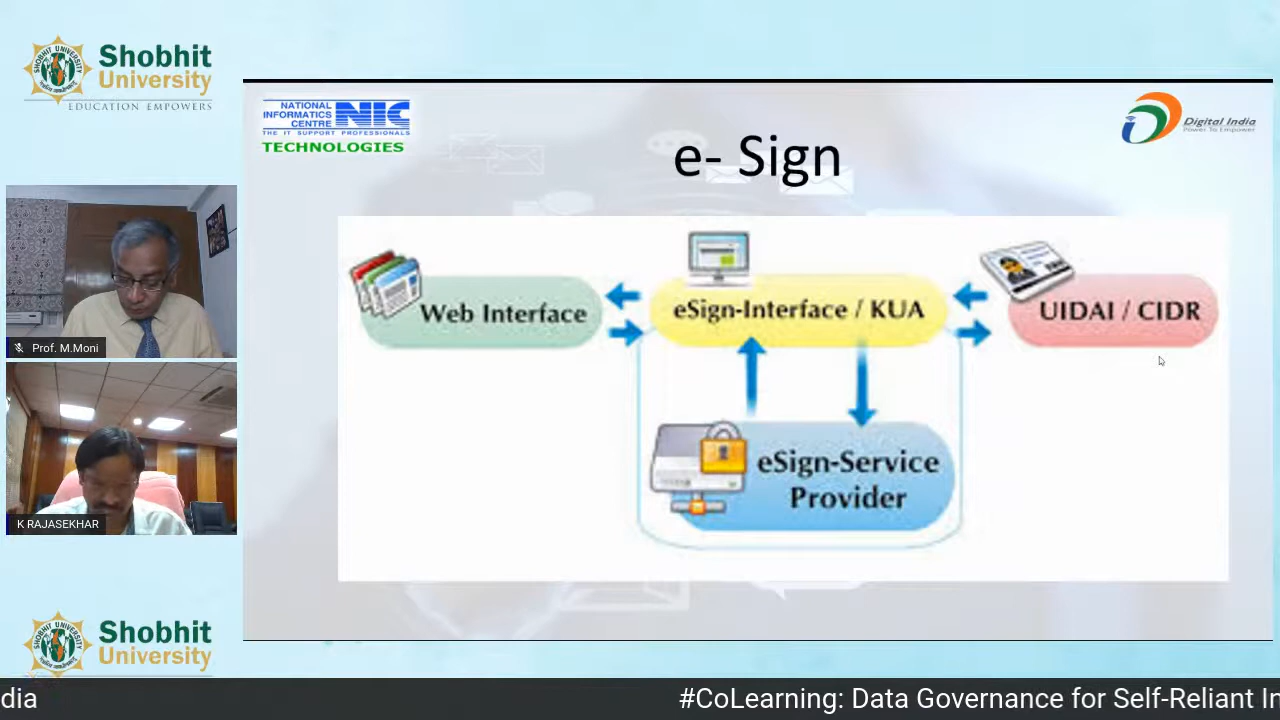 Shobhit
University
EDUCATION EMPOWERS
NATIONAL
INFORMATICS
CENTRE
NIC
THE IT SUPPORT PROFESSIONALS
TECHNOLOGIES
Digital India
Power To Empower
e- Sign
Web Interface
eSign-Interface / KUA
UIDAI / CIDR
eSign-Service
Provider
Prof. M.Moni
K RAJASEKHAR
Shobhit
University
dia
#CoLearning: Data Governance for Self-Reliant In